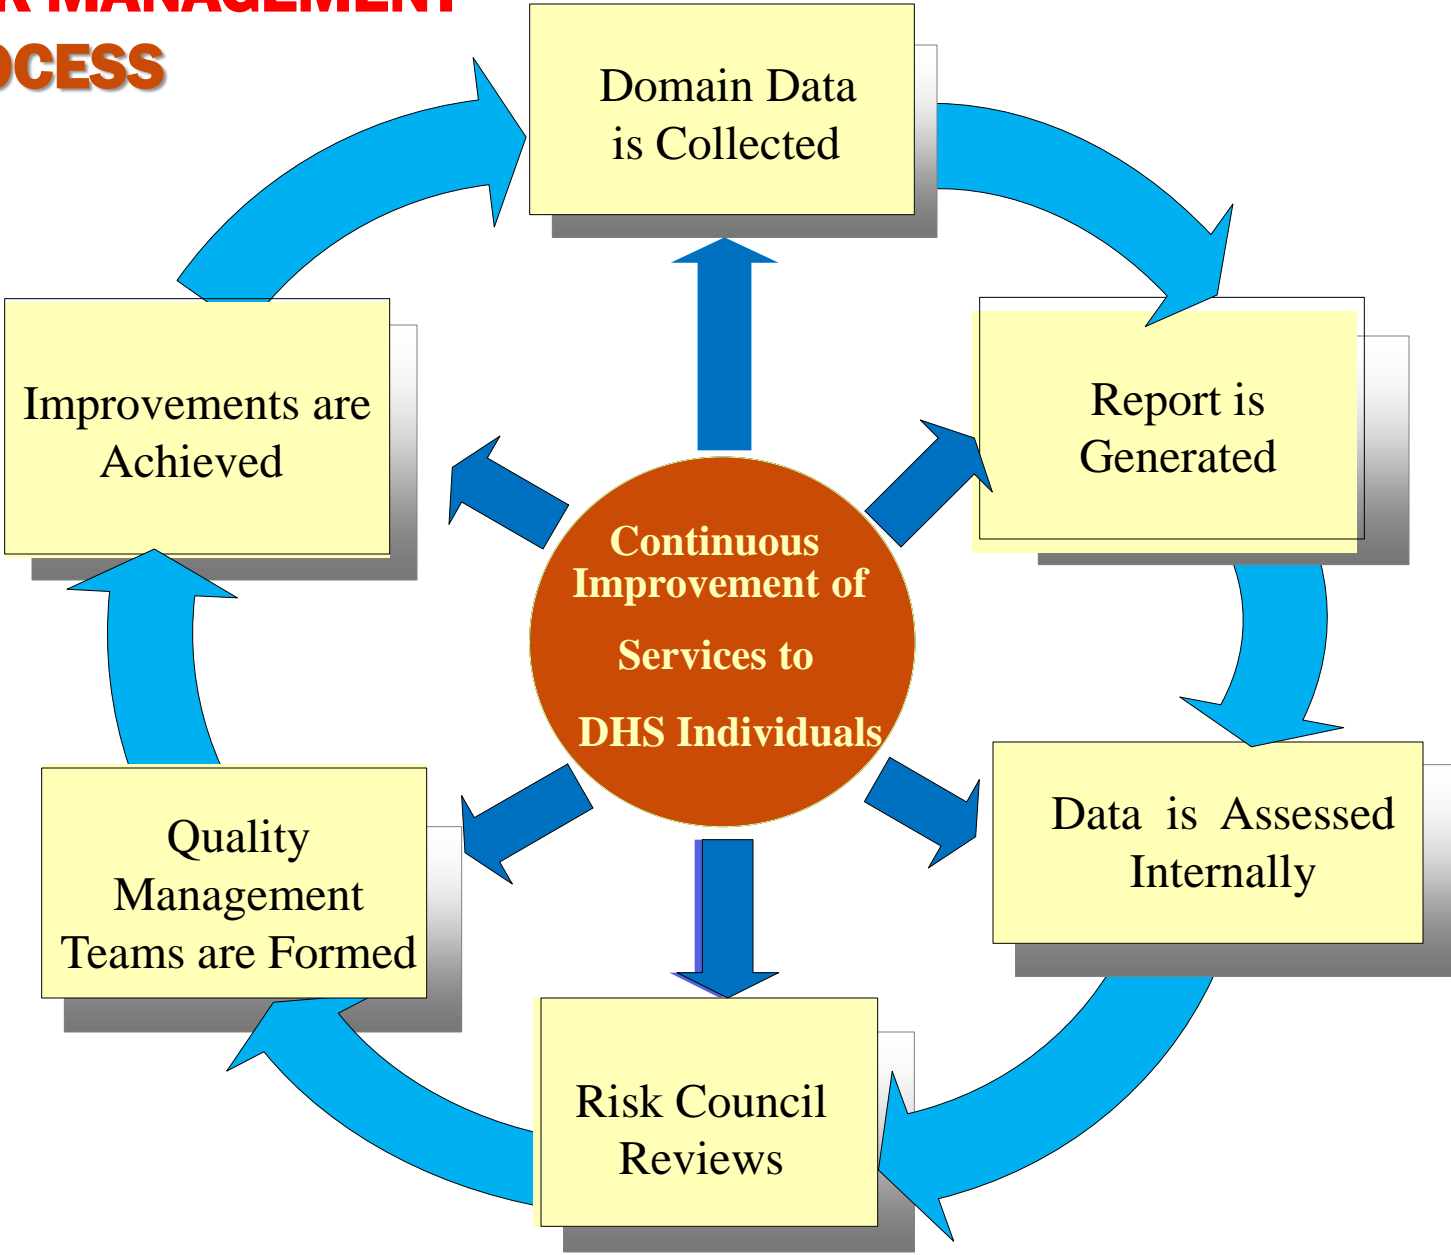 MANAGEMENT
Domain Data
is Collected
Report is
Generated
Data is Assessed
Internally
Risk Council
Reviews
Quality
Management
Teams are Formed
Improvements are
Achieved
Continuous
Improvement of
Services to
DHS Individuals